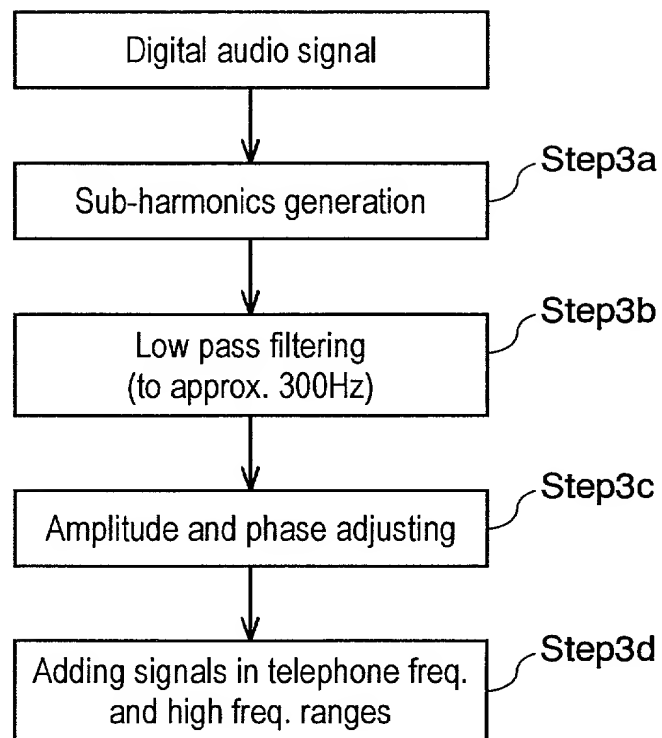 Digital audio signal
Step3a
Sub-harmonics generation
Step3b
Low pass filtering
(to approx. 300Hz)
Step3c
Amplitude and phase adjusting
Step3d
Adding signals in telephone freq.
and high freq. ranges